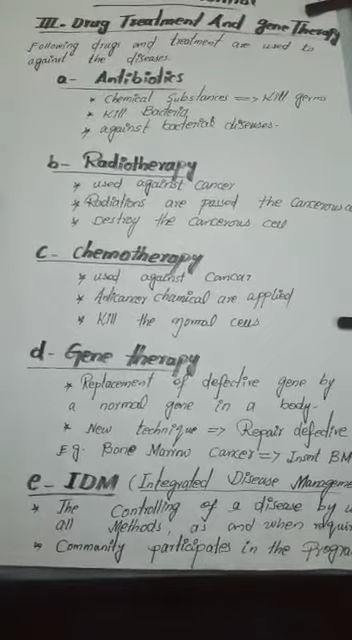 III- Drug Treatment And gene Therapy
Following drugs and treatment are used to
against the diseases.
a- Antibiotics
* Chemical Substances => Kill germs
* Kill Bacteria
* against bacterial diseases.
b- Radiotherapy
* used against cancer
* Radiations are passed the Cancerous
* Destroy the cancerous cell
c- Chemotherapy
* used against Cancar
* Anticancer chemical are applied
* Kill the normal cells
d- Gene therapy
* Replacement of defective gene by
a normal gene in a body-
* New technique => Repair defective
Eg. Bone Marrow Cancer => Insert BM
e- IDM (Integrated Disease Manageme
* The Controlling of a disease by u
all Methods, as and when requir
* Community participates in the Progra